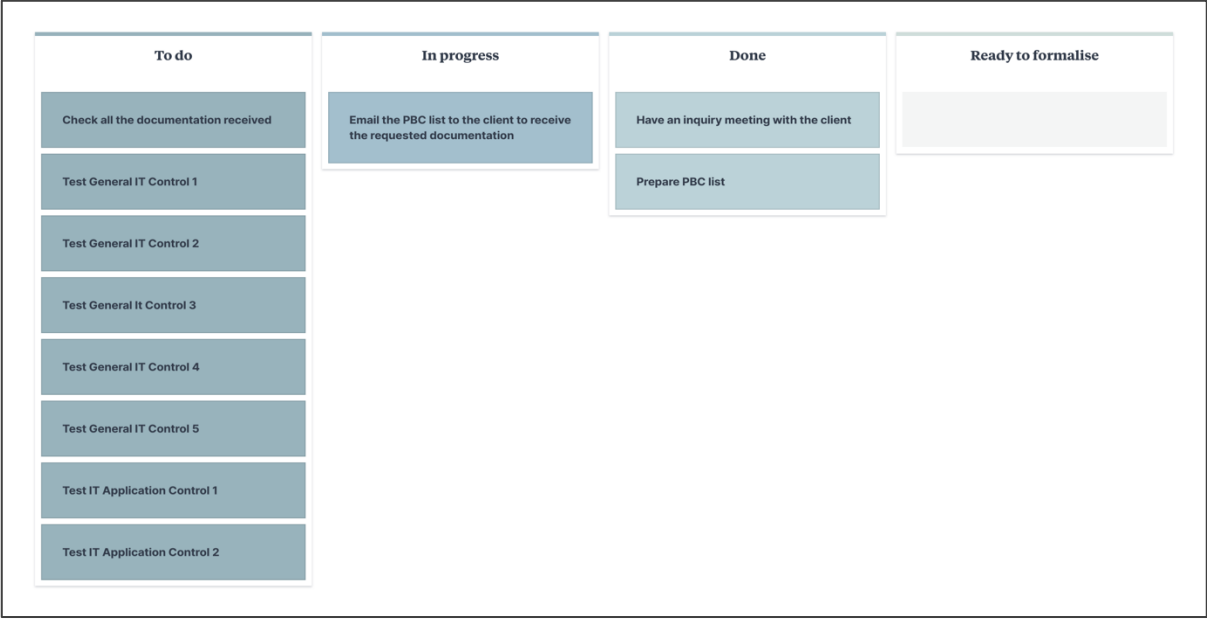 To do
Check all the documentation received
Test General IT Control 1
Test General IT Control 2
Test General It Control 3
Test General IT Control 4
Test General IT Control 5
Test IT Application Control 1
Test IT Application Control 2
In progress
Email the PBC list to the client to receive
the requested documentation
Done
Have an inquiry meeting with the client
Prepare PBC list
Ready to formalise